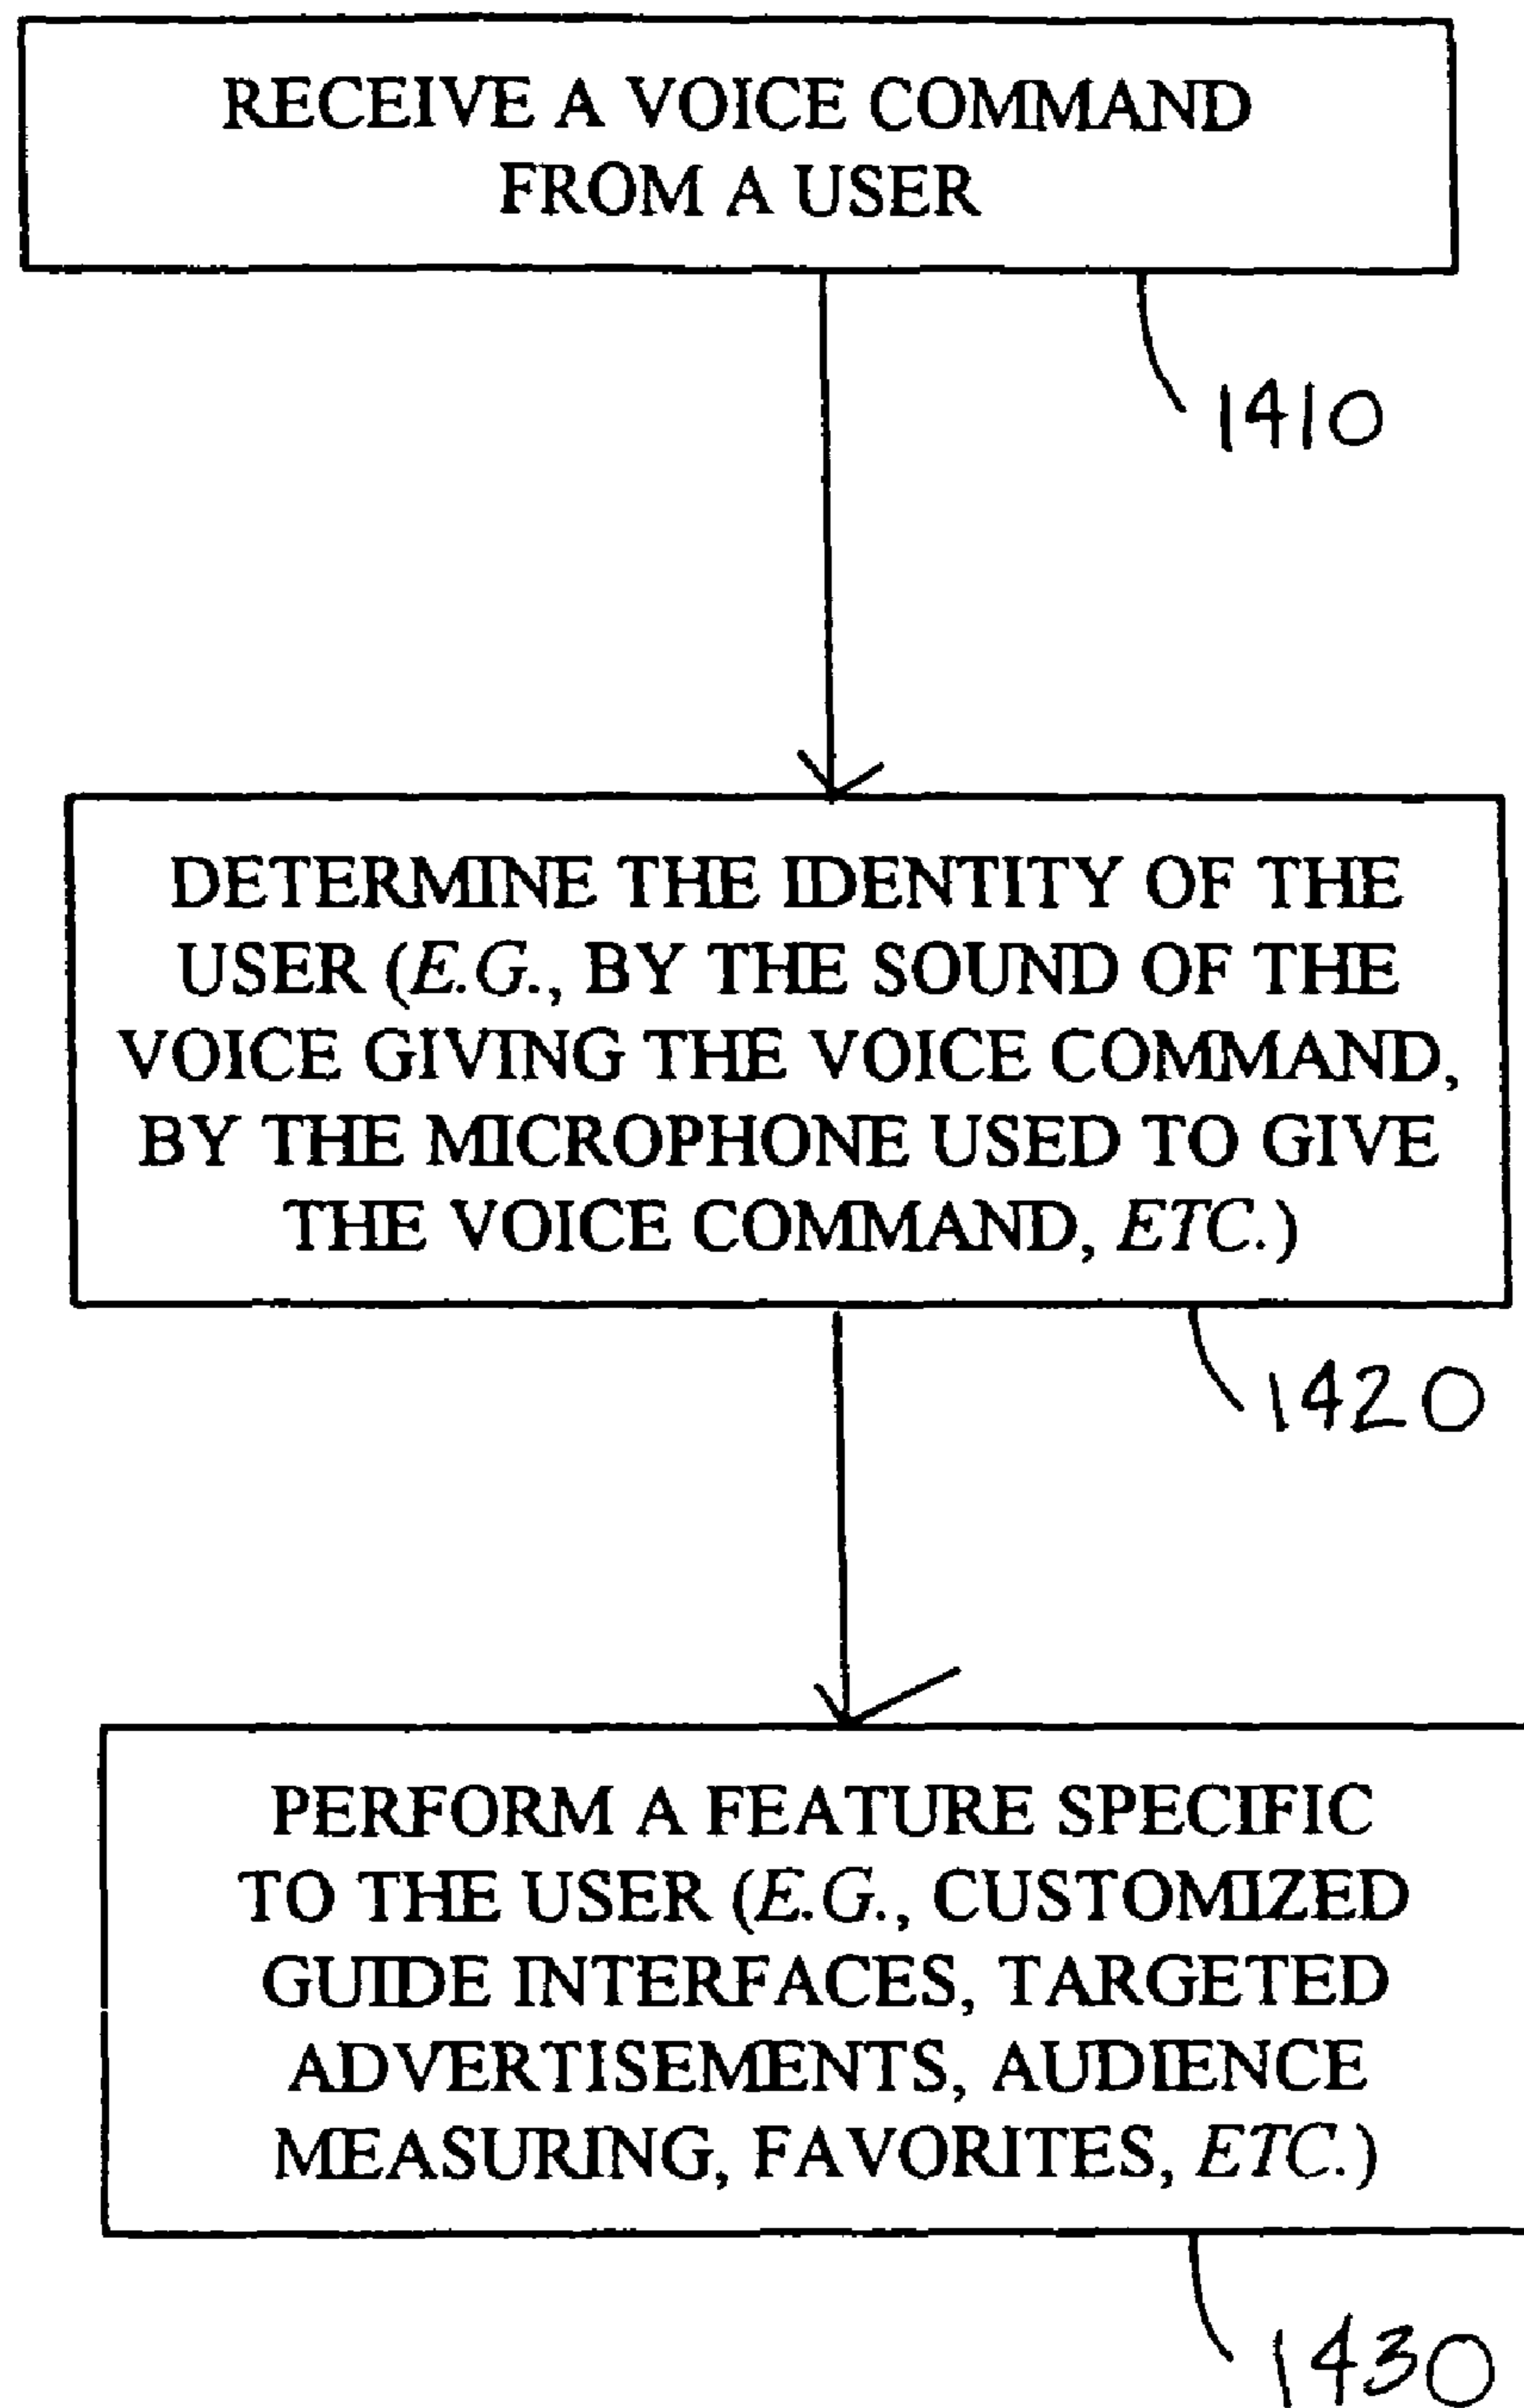 RECEIVE A VOICE COMMAND
FROM A USER
1410
DETERMINE THE IDENTITY OF THE
USER (E.G., BY THE SOUND OF THE
VOICE GIVING THE VOICE COMMAND,
BY THE MICROPHONE USED TO GIVE
THE VOICE COMMAND, ETC.)
1420
PERFORM A FEATURE SPECIFIC
TO THE USER (E.G., CUSTOMIZED
GUIDE INTERFACES, TARGETED
ADVERTISEMENTS, AUDIENCE
MEASURING, FAVORITES, ETC.)
1430